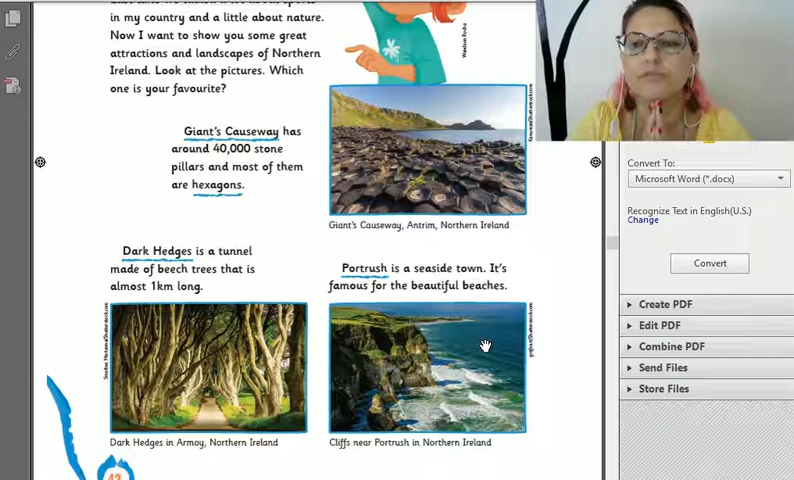 in my country and a little about nature.
Now I want to show you some great
attractions and landscapes of Northern
Ireland. Look at the pictures. Which
one is your favourite?
Giant's Causeway has
around 40,000 stone
pillars and most of them
are hexagons.
Giant's Causeway, Antrim, Northern Ireland
Dark Hedges is a tunnel
made of beech trees that is
almost 1km long.
Portrush is a seaside town. It's
famous for the beautiful beaches.
Dark Hedges in Armoy, Northern Ireland
Cliffs near Portrush in Northern Ireland
Convert To:
Microsoft Word (*.docx)
Recognize Text in English(U.S.)
Change
Convert
Create PDF
Edit PDF
Combine PDF
Send Files
Store Files